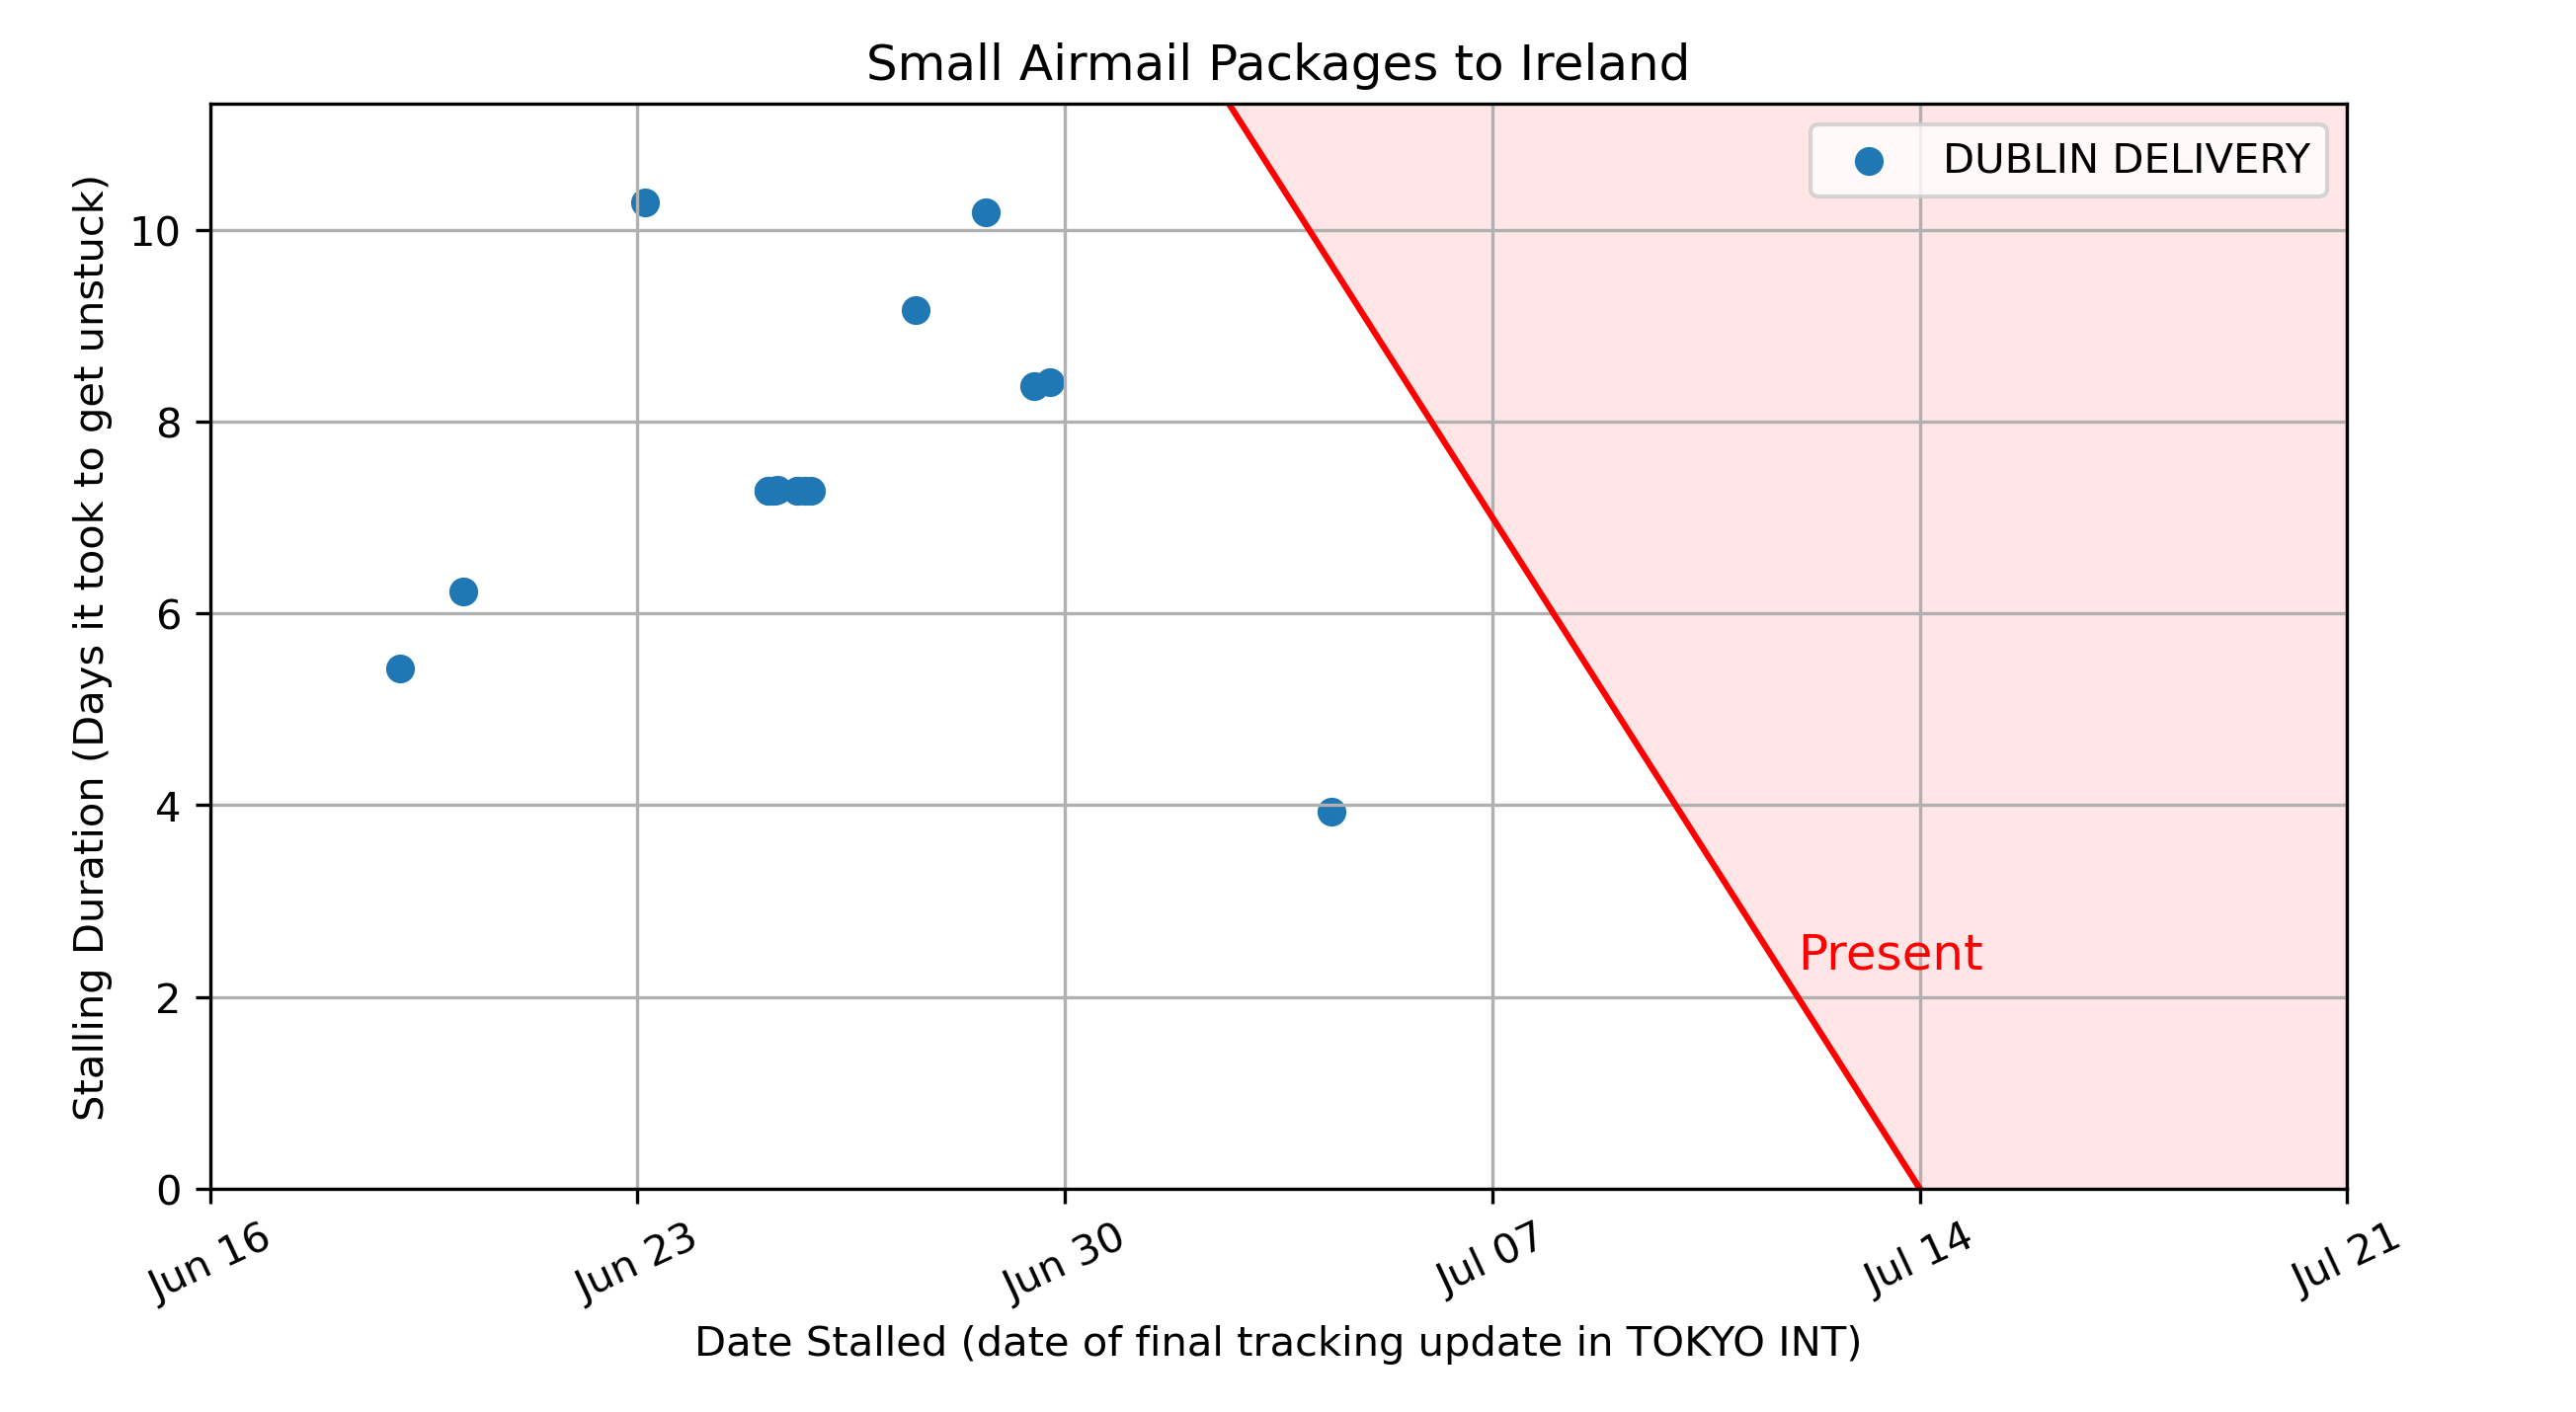 Small Airmail Packages to Ireland
DUBLIN DELIVERY
Stalling Duration (Days it took to get unstuck)
10
8
6
4
2
0
Present
Jun 16
Jun 23
Jun 30
Jul 07
Jul 14
Jul 21
Date Stalled (date of final tracking update in TOKYO INT)